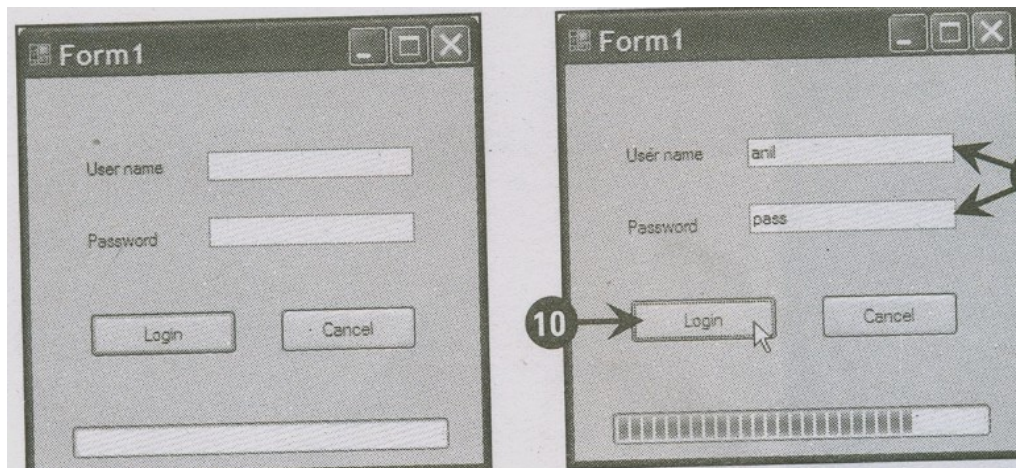 Form1
User name
Password
Login Cancel
Form1
User name anil
Password pass
10 Login Cancel